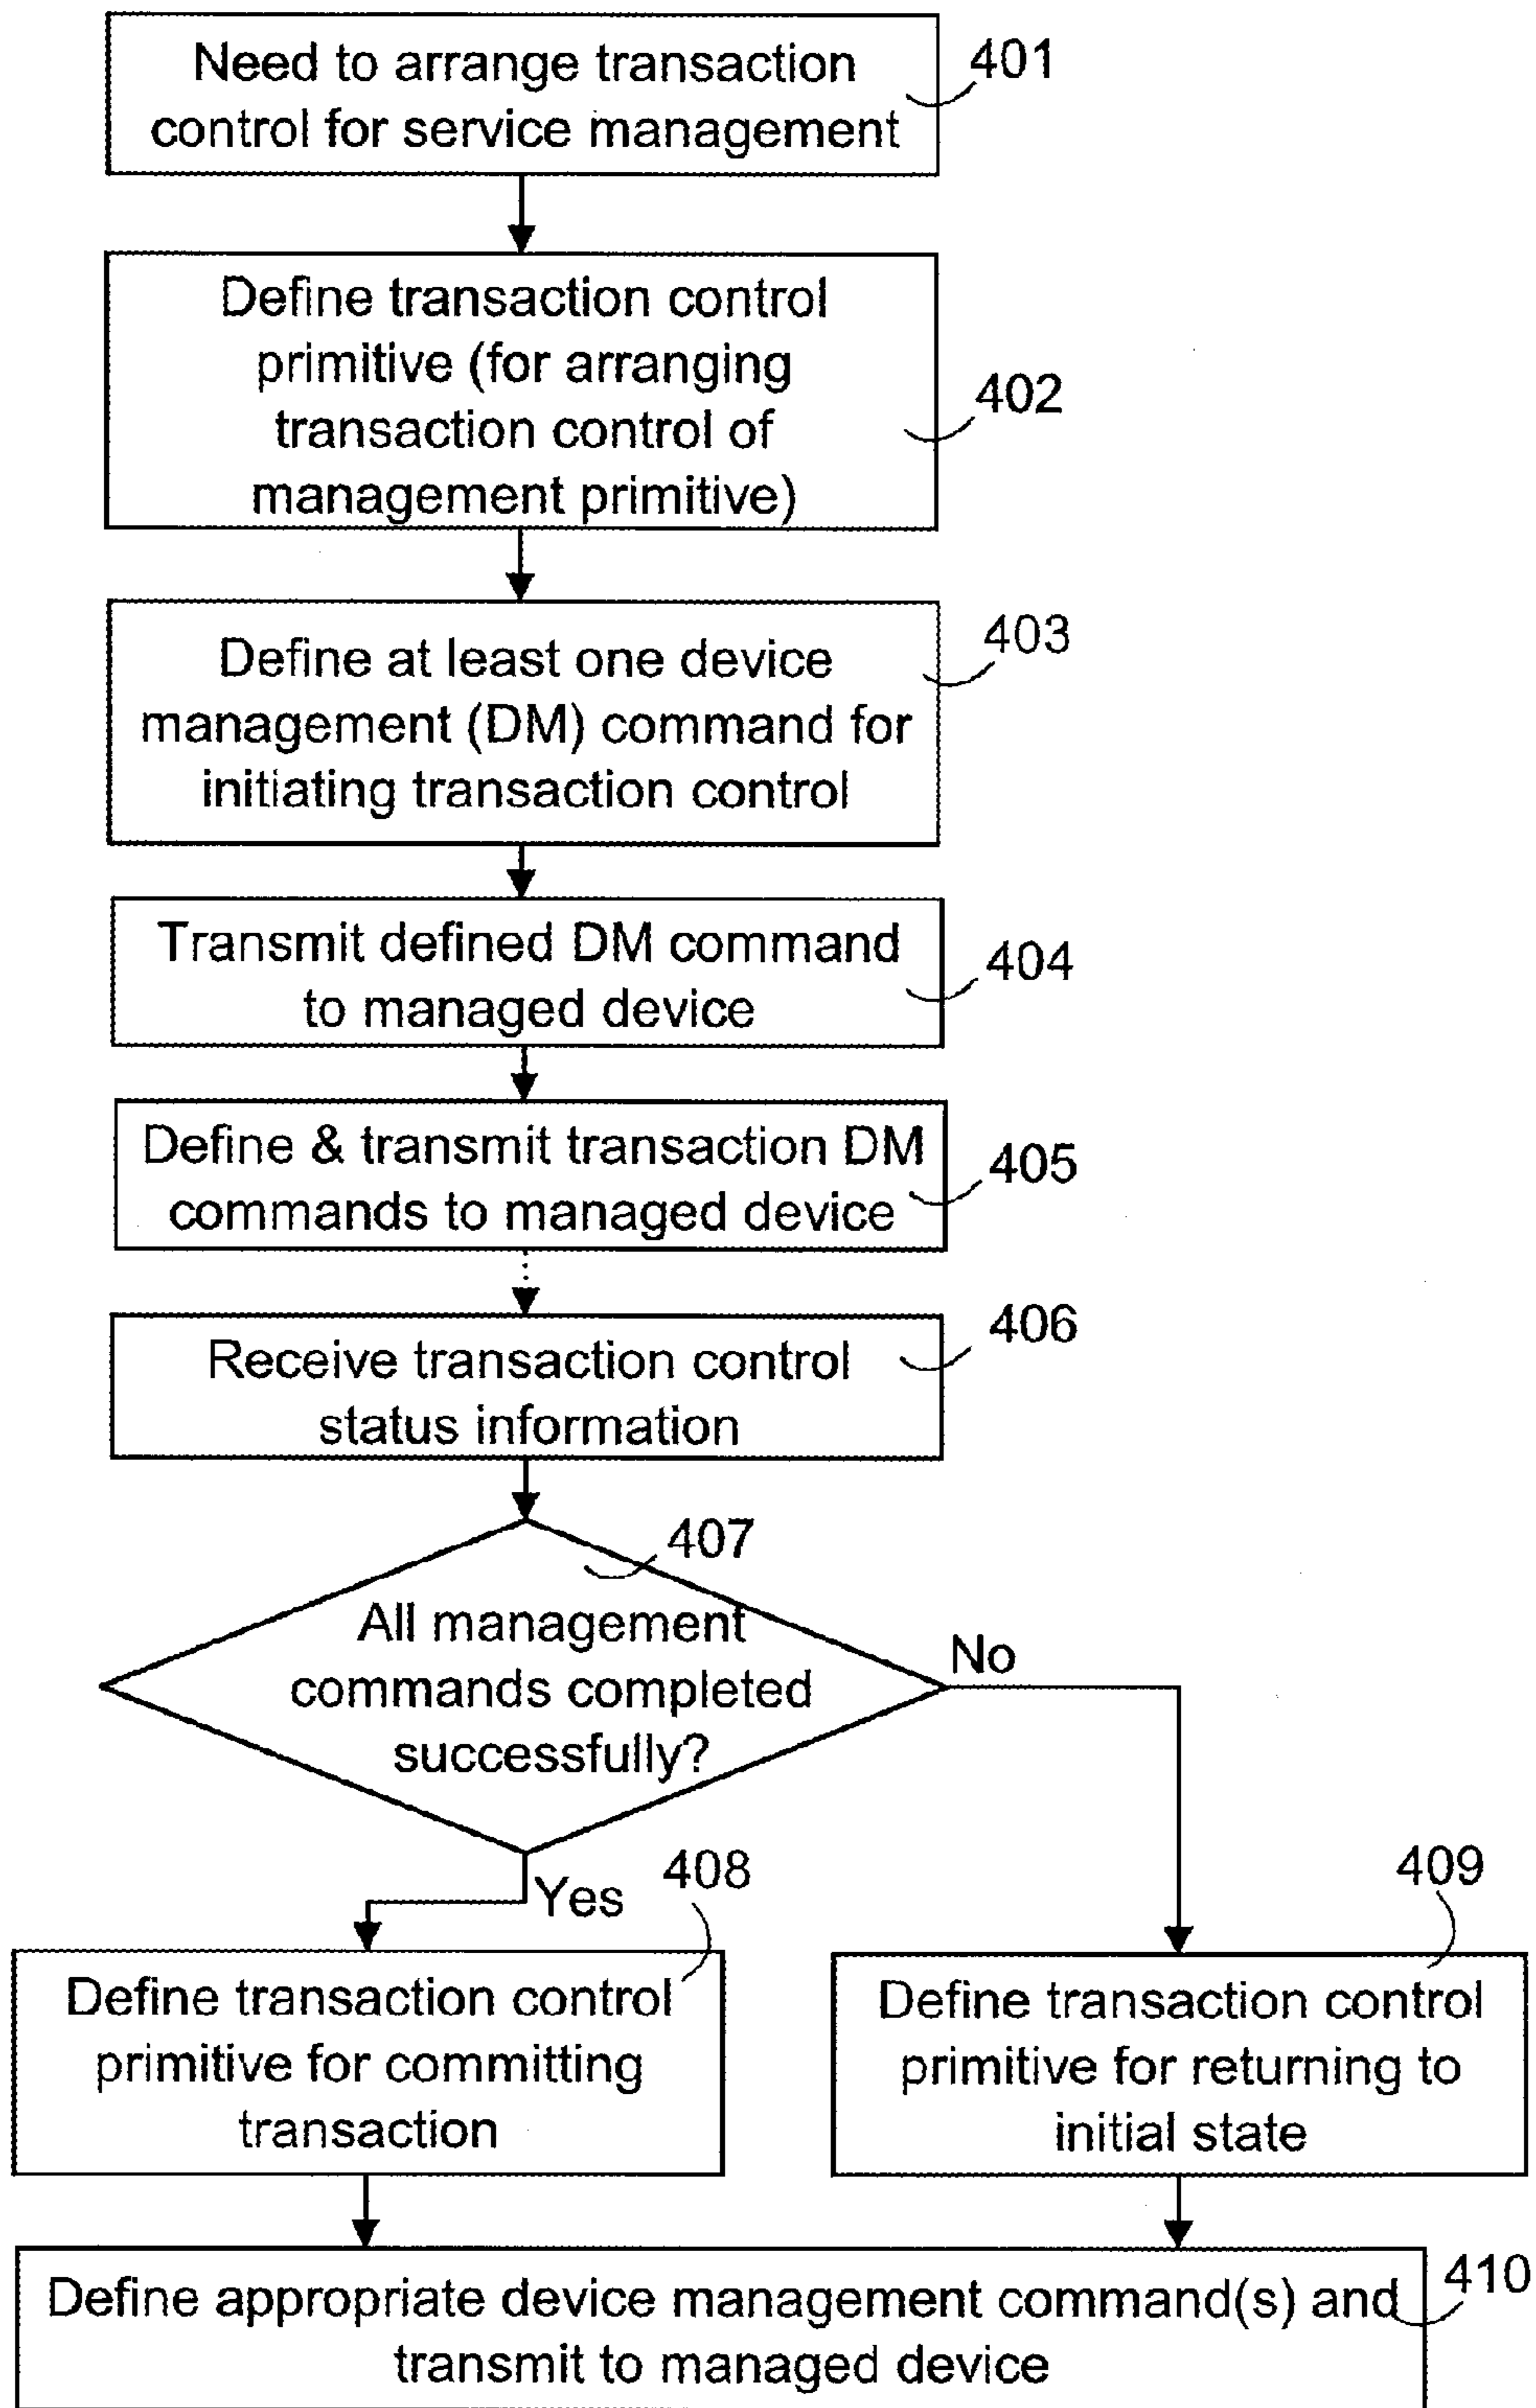 Need to arrange transaction
control for service management
401
Define transaction control
primitive (for arranging
transaction control of
management primitive)
402
Define at least one device
management (DM) command for
initiating transaction control
403
Transmit defined DM command
to managed device
404
Define & transmit transaction DM
commands to managed device
405
Receive transaction control
status information
406
407
All management
commands completed
successfully?
No
Yes
408
409
Define transaction control
primitive for committing
transaction
Define transaction control
primitive for returning to
initial state
Define appropriate device management command(s) and
transmit to managed device
410